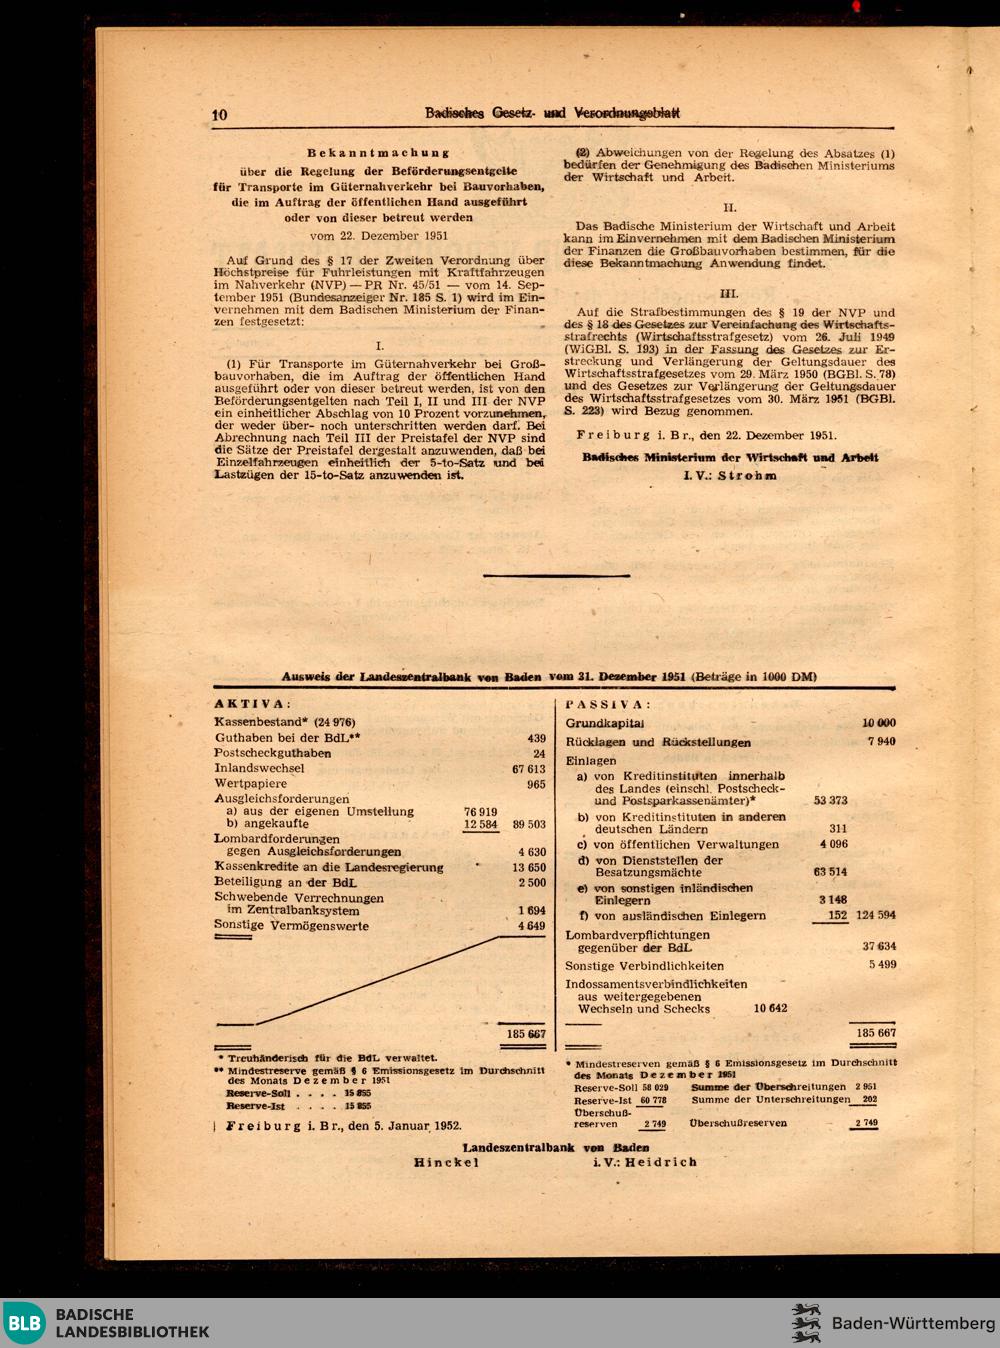 10
Badisches Gesetz- und Verordnungsblatt
Bekanntmachung
über die Regelung der Beförderungsentgelte
für Transporte im Güternahverkehr bei Bauvorhaben,
die im Auftrag der öffentlichen Hand ausgeführt
oder von dieser betreut werden
vom 22. Dezember 1951
Auf Grund des § 17 der Zweiten Verordnung über
Höchstpreise für Fuhrleistungen mit Kraftfahrzeugen
im Nahverkehr (NVP) — PR Nr. 45/51 — vom 14. Sep-
tember 1951 (Bundesanzeiger Nr. 185 S. 1) wird im Ein-
vernehmen mit dem Badischen Ministerium der Finan-
zen festgesetzt:
I.
(1) Für Transporte im Güternahverkehr bei Groß-
bauvorhaben, die im Auftrag der öffentlichen Hand
ausgeführt oder von dieser betreut werden, ist von den
Beförderungsentgelten nach Teil I, II und III der NVP
ein einheitlicher Abschlag von 10 Prozent vorzunehmen,
der weder über- noch unterschritten werden darf. Bei
Abrechnung nach Teil III der Preistafel der NVP sind
die Sätze der Preistafel dergestalt anzuwenden, daß bei
Einzelfahrzeugen einheitlich der 5-to-Satz und bei
Lastzügen der 15-to-Satz anzuwenden ist.
(2) Abweichungen von der Regelung des Absatzes (1)
bedürfen der Genehmigung des Badischen Ministeriums
der Wirtschaft und Arbeit.
II.
Das Badische Ministerium der Wirtschaft und Arbeit
kann im Einvernehmen mit dem Badischen Ministerium
der Finanzen die Großbauvorhaben bestimmen, für die
diese Bekanntmachung Anwendung findet.
III.
Auf die Strafbestimmungen des § 19 der NVP und
des § 18 des Gesetzes zur Vereinfachung des Wirtschafts-
strafrechts (Wirtschaftsstrafgesetz) vom 26. Juli 1949
(WiGBl. S. 193) in der Fassung des Gesetzes zur Er-
streckung und Verlängerung der Geltungsdauer des
Wirtschaftsstrafgesetzes vom 29. März 1950 (BGBl. S. 78)
und des Gesetzes zur Verlängerung der Geltungsdauer
des Wirtschaftsstrafgesetzes vom 30. März 1951 (BGBl.
S. 223) wird Bezug genommen.
Freiburg i. Br., den 22. Dezember 1951.
Badisches Ministerium der Wirtschaft und Arbeit
I. V.: Strohm
Ausweis der Landeszentralbank von Baden vom 31. Dezember 1951 (Beträge in 1000 DM)
AKTIVA:
Kassenbestand* (24 976)
Guthaben bei der BdL** 439
Postscheckguthaben 24
Inlandswechsel 67 613
Wertpapiere 965
Ausgleichsforderungen
a) aus der eigenen Umstellung 76 919
b) angekaufte 12 584 89 503
Lombardforderungen
gegen Ausgleichsforderungen 4 630
Kassenkredite an die Landesregierung 13 650
Beteiligung an der BdL 2 500
Schwebende Verrechnungen
im Zentralbanksystem 1 694
Sonstige Vermögenswerte 4 649
185 667
* Treuhänderisch für die BdL verwaltet.
** Mindestreserve gemäß § 6 Emissionsgesetz im Durchschnitt
des Monats Dezember 1951
Reserve-Soll . . . . 15 855
Reserve-Ist . . . . 15 855
Freiburg i. Br., den 5. Januar 1952.
PASSIVA:
Grundkapital 10 000
Rücklagen und Rückstellungen 7 940
Einlagen
a) von Kreditinstituten innerhalb
des Landes (einschl. Postscheck-
und Postsparkassenämter)* 53 373
b) von Kreditinstituten in anderen
deutschen Ländern 311
c) von öffentlichen Verwaltungen 4 096
d) von Dienststellen der
Besatzungsmächte 63 514
e) von sonstigen inländischen
Einlegern 3 148
f) von ausländischen Einlegern 152 124 594
Lombardverpflichtungen
gegenüber der BdL 37 634
Sonstige Verbindlichkeiten 5 499
Indossamentsverbindlichkeiten
aus weitergegebenen
Wechseln und Schecks 10 642
185 667
* Mindestreserven gemäß § 6 Emissionsgesetz im Durchschnitt
des Monats Dezember 1951
Reserve-Soll 58 029 Summe der Überschreitungen 2 951
Reserve-Ist 60 778 Summe der Unterschreitungen 202
Überschuß-
reserven 2 749 Überschußreserven 2 749
Landeszentralbank von Baden
Hinckel i. V.: Heidrich
BLB BADISCHE
LANDESBIBLIOTHEK
Baden-Württemberg